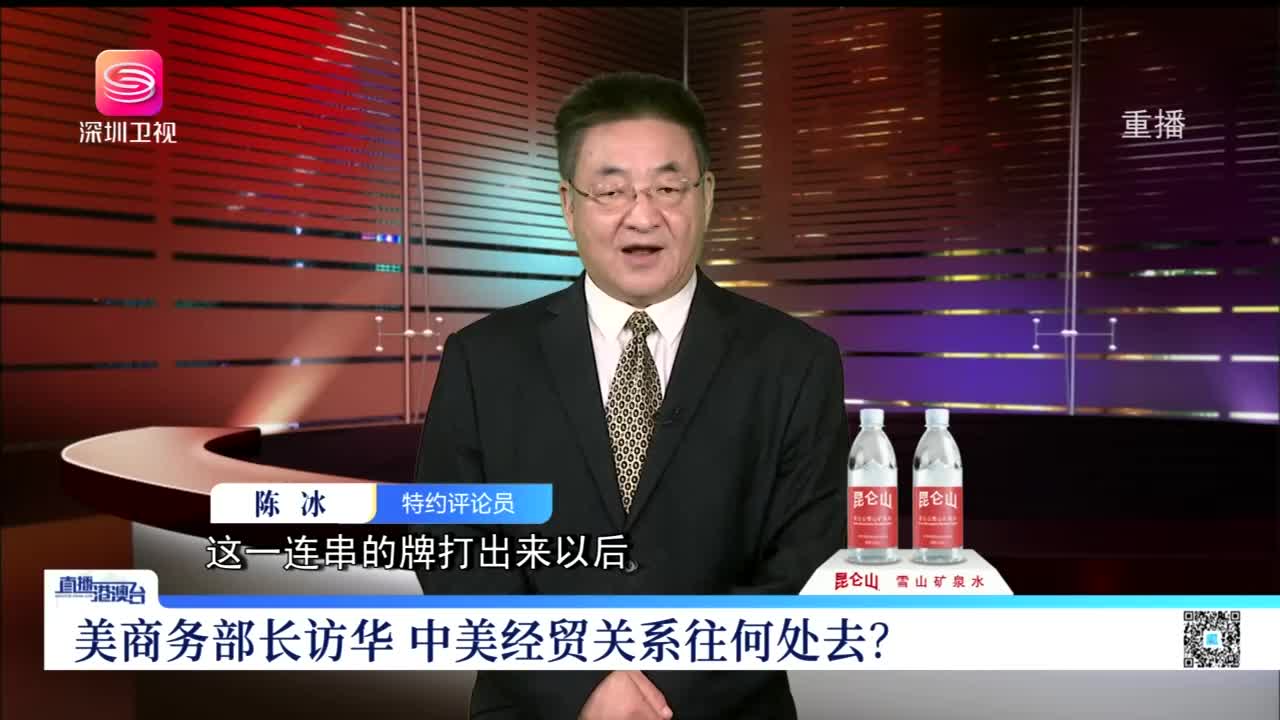 深圳卫视
重播
陈 冰
特约评论员
这一连串的牌打出来以后
昆仑山
昆仑山
昆仑山 雪山矿泉水
直播港澳台
美商务部长访华 中美经贸关系往何处去?